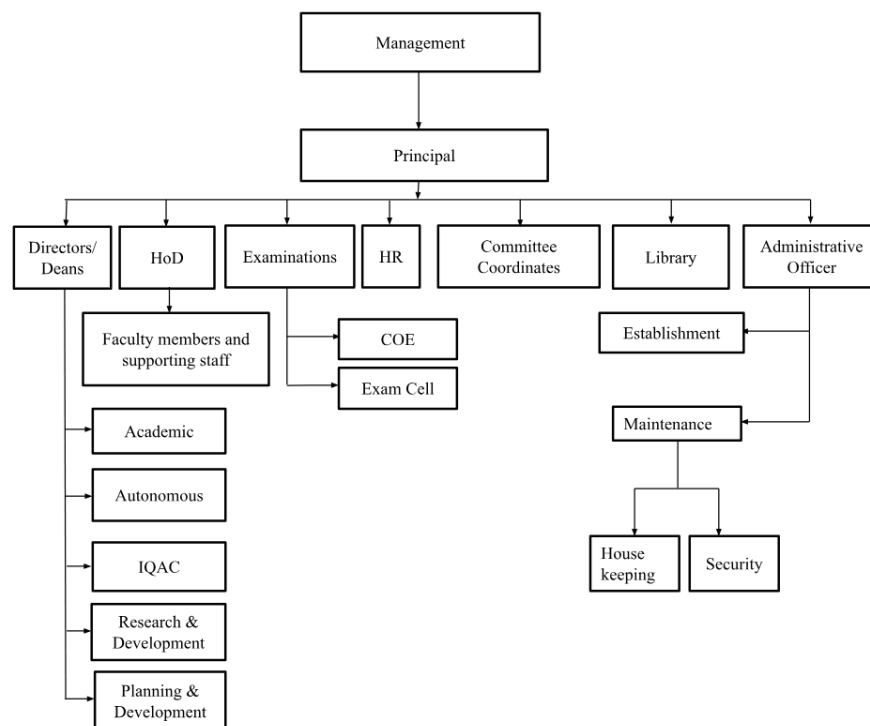 Management
Principal
Directors/
Deans
HoD
Examinations
HR
Committee
Coordinates
Library
Administrative
Officer
Faculty members and
supporting staff
COE
Exam Cell
Establishment
Academic
Autonomous
IQAC
Research &
Development
Planning &
Development
Maintenance
House
keeping
Security